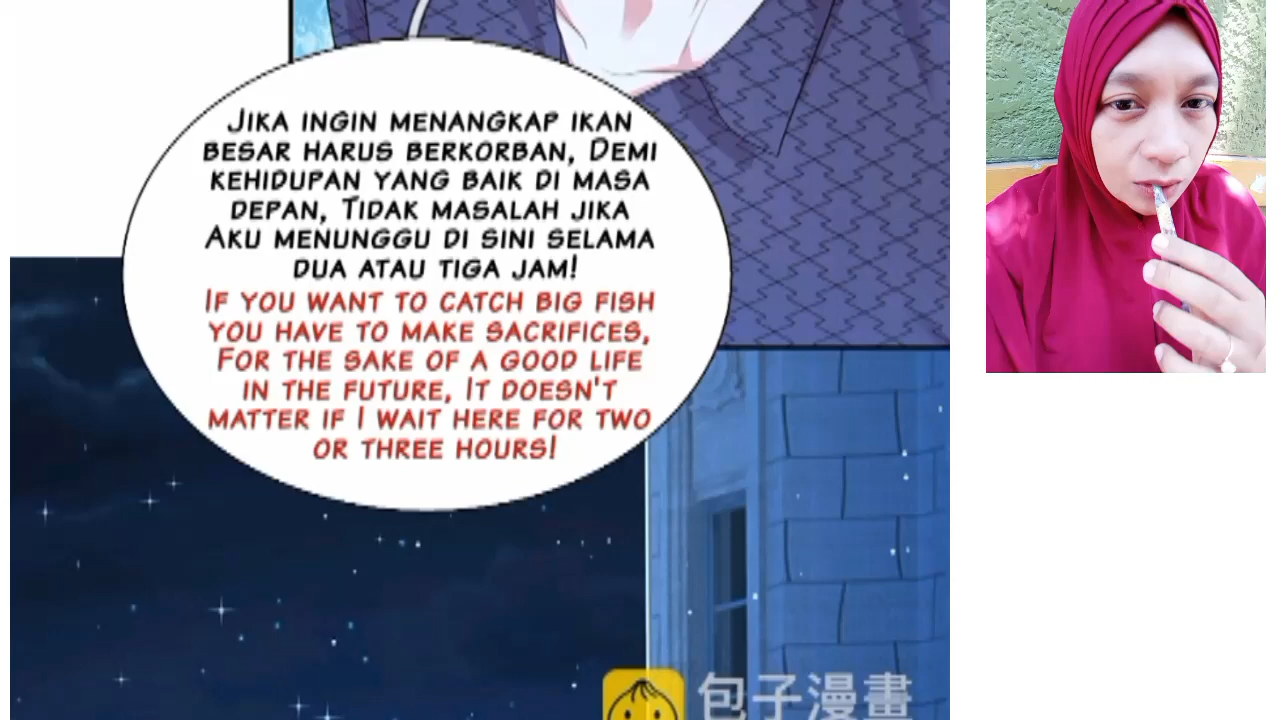 JIKA INGIN MENANGKAP IKAN
BESAR HARUS BERKORBAN, DEMI
KEHIDUPAN YANG BAIK DI MASA
DEPAN, TIDAK MASALAH JIKA
AKU MENUNGGU DI SINI SELAMA
DUA ATAU TIGA JAM!
IF YOU WANT TO CATCH BIG FISH
YOU HAVE TO MAKE SACRIFICES,
FOR THE SAKE OF A GOOD LIFE
IN THE FUTURE, IT DOESN'T
MATTER IF I WAIT HERE FOR TWO
OR THREE HOURS!
包子漫畫